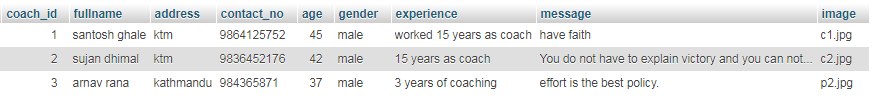 coach_id fullname address contact_no age gender experience message image
1 santosh ghale ktm 9864125752 45 male worked 15 years as coach have faith c1.jpg
2 sujan dhimal ktm 9836452176 42 male 15 years as coach You do not have to explain victory and you can not... c2.jpg
3 arnav rana kathmandu 984365871 37 male 3 years of coaching effort is the best policy. p2.jpg